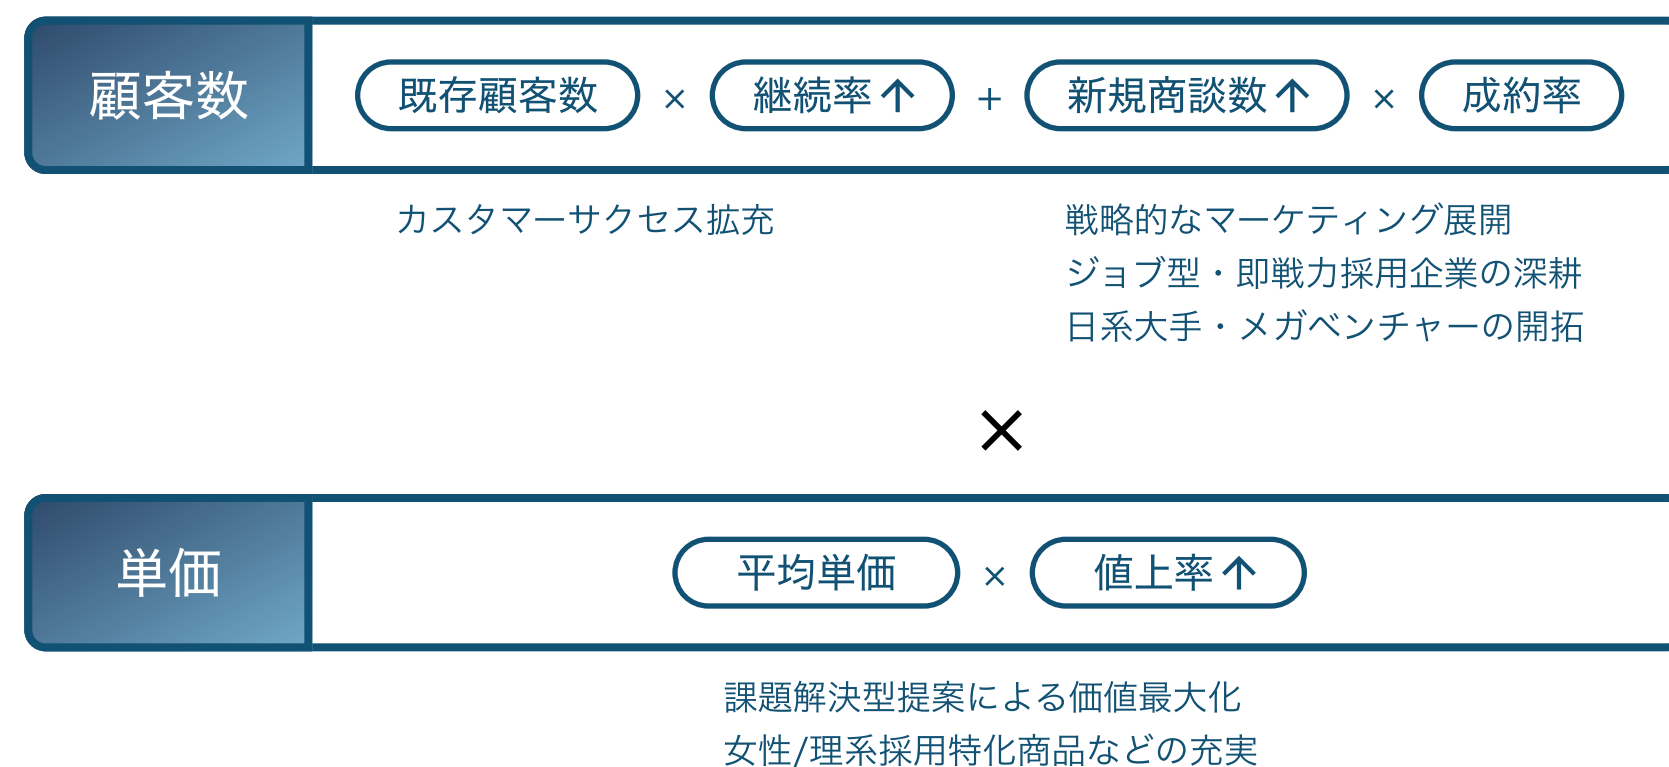 顧客数 既存顧客数 × 継続率↑ + 新規商談数↑ × 成約率
カスタマーサクセス拡充
戦略的なマーケティング展開
ジョブ型・即戦力採用企業の深耕
日系大手・メガベンチャーの開拓
×
単価 平均単価 × 値上率↑
課題解決型提案による価値最大化
女性/理系採用特化商品などの充実